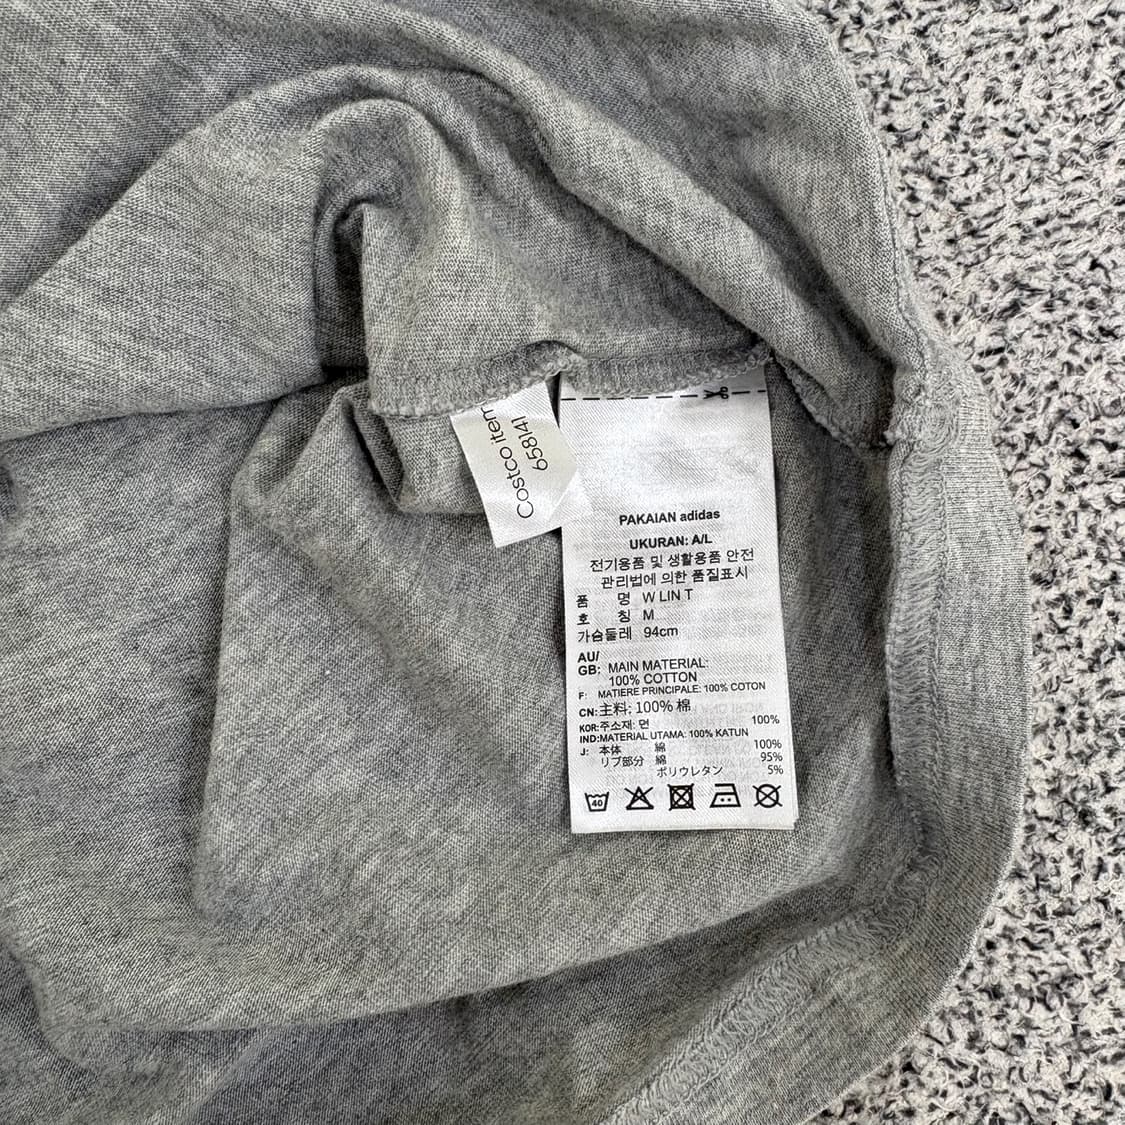 Costco item
658141
PAKAIAN adidas
UKURAN: A/L
전기용품 및 생활용품 안전
관리법에 의한 품질표시
품 명 W LIN T
호 칭 M
가슴둘레 94cm
AU/
GB: MAIN MATERIAL:
100% COTTON
F: MATIERE PRINCIPALE: 100% COTON
CN:主料: 100% 棉
KOR:주소재: 면 100%
IND:MATERIAL UTAMA: 100% KATUN
J: 本体 綿 100%
リブ部分 綿 95%
ポリウレタン 5%
40